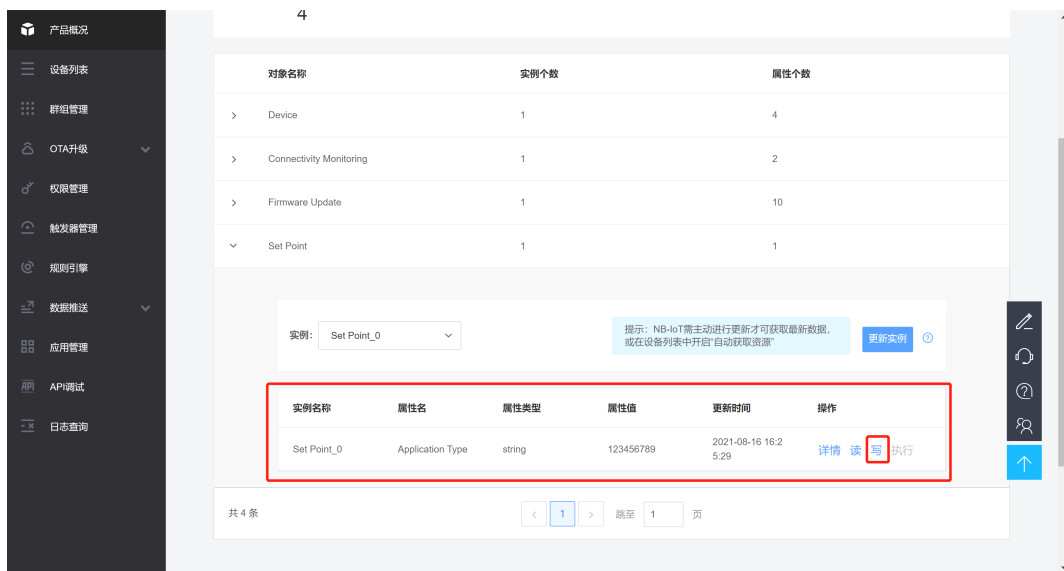 4
产品概况
设备列表
群组管理
OTA升级
权限管理
触发器管理
规则引擎
数据推送
应用管理
API调试
日志查询
对象名称 实例个数 属性个数
Device 1 4
Connectivity Monitoring 1 2
Firmware Update 1 10
Set Point 1 1
实例: Set Point_0
提示: NB-IoT需主动进行更新才可获取最新数据,
或在设备列表中开启"自动获取资源"
更新实例
实例名称 属性名 属性类型 属性值 更新时间 操作
Set Point_0 Application Type string 123456789 2021-08-16 16:2
5:29 详情 读 写 执行
共 4 条 1 跳至 1 页
API